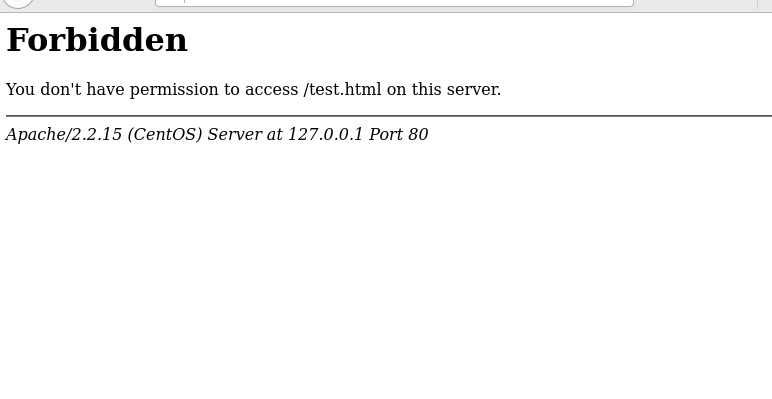 Forbidden
You don't have permission to access /test.html on this server.
Apache/2.2.15 (CentOS) Server at 127.0.0.1 Port 80